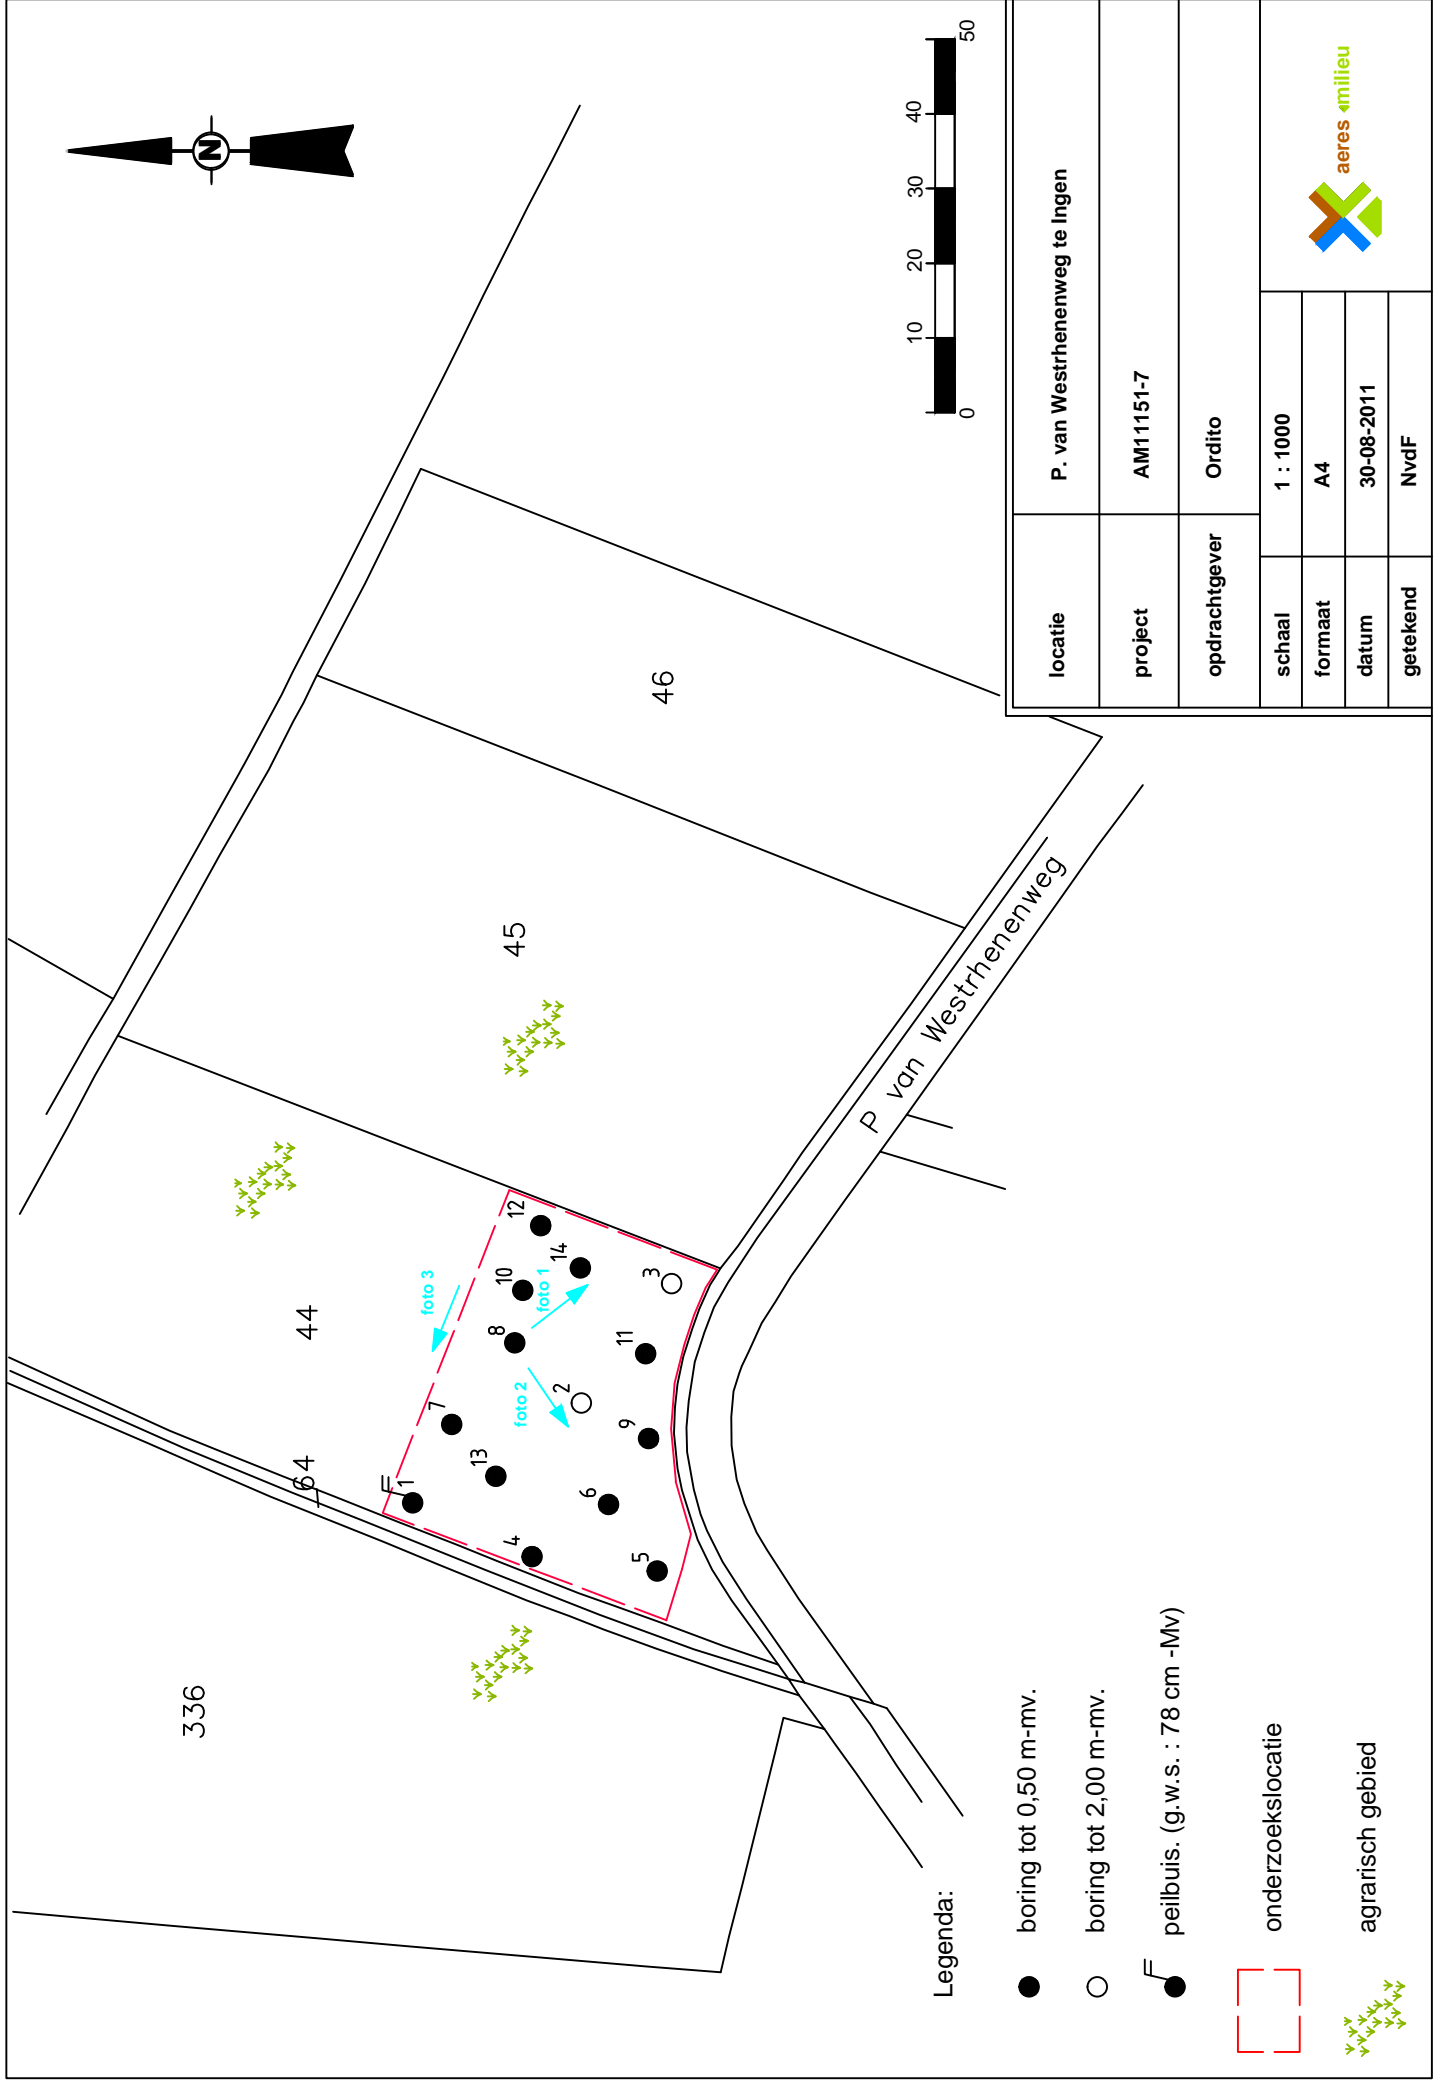 336
64
44
45
46
foto 3
foto 1
foto 2
1
7
13
4
8
10
12
14
2
3
6
5
9
11
P van Westrhenenweg
N
0 10 20 30 40 50
Legenda:
boring tot 0,50 m-mv.
boring tot 2,00 m-mv.
peilbuis. (g.w.s. : 78 cm -Mv)
onderzoekslocatie
agrarisch gebied
locatie P. van Westrhenenweg te Ingen
project AM11151-7
opdrachtgever Ordito
schaal 1 : 1000
formaat A4
datum 30-08-2011
getekend NvdF
aeres milieu